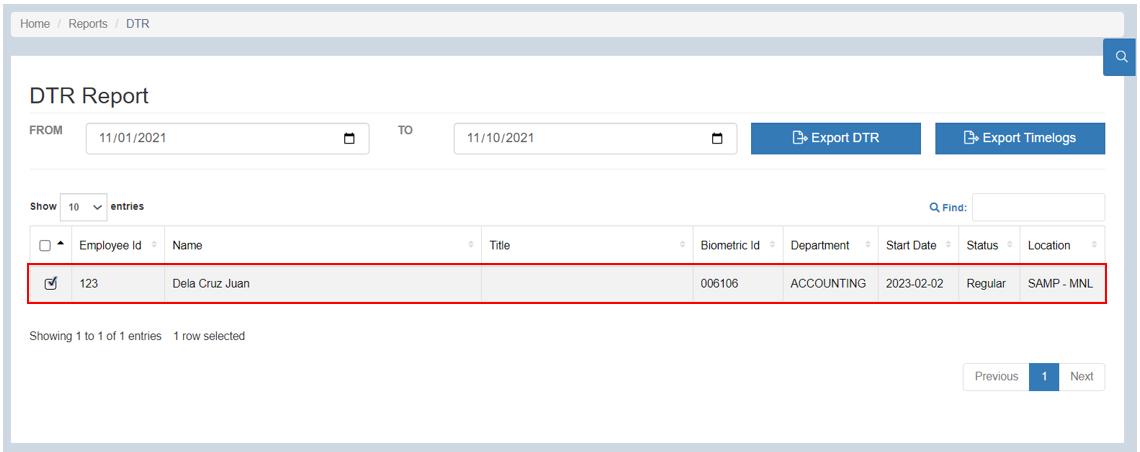 Home / Reports / DTR
DTR Report
FROM 11/01/2021 TO 11/10/2021 Export DTR Export Timelogs
Show 10 entries Find:
Employee Id Name Title Biometric Id Department Start Date Status Location
123 Dela Cruz Juan 006106 ACCOUNTING 2023-02-02 Regular SAMP - MNL
Showing 1 to 1 of 1 entries 1 row selected
Previous 1 Next